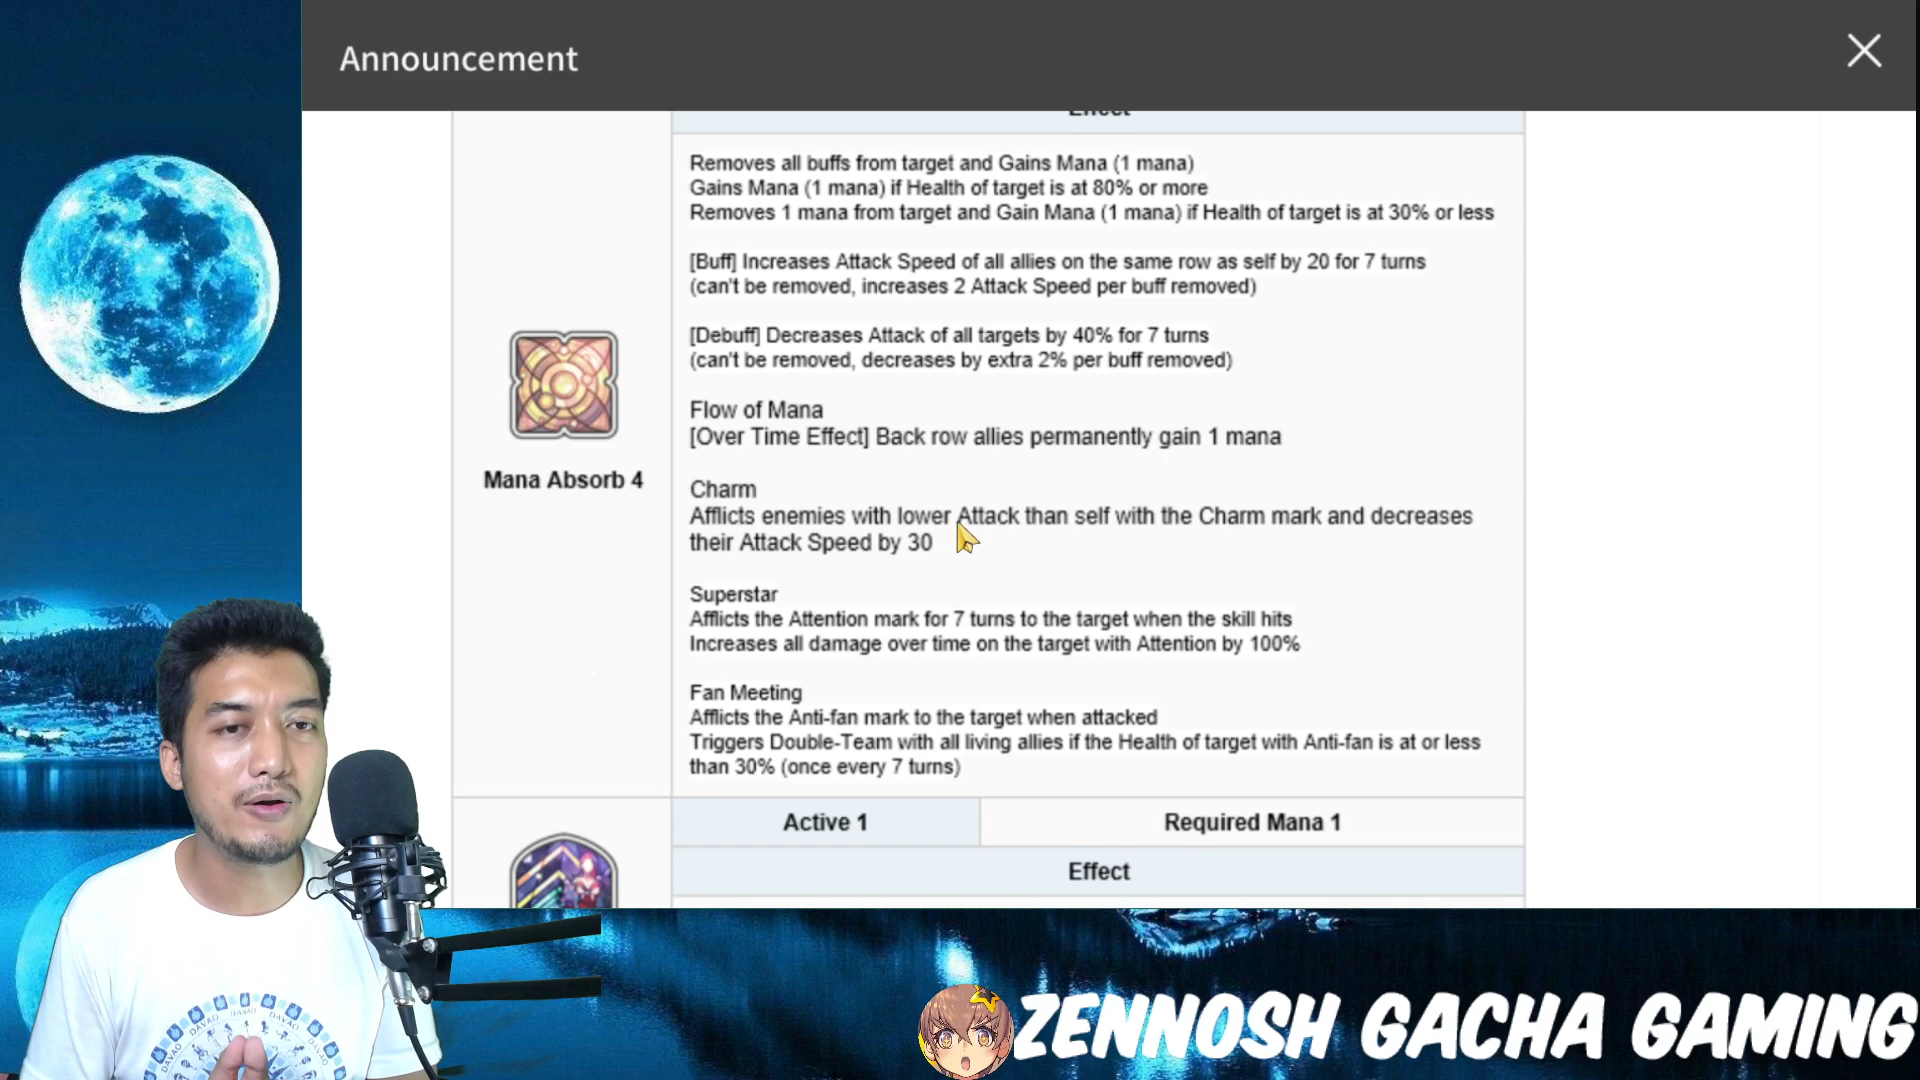 Announcement
Effect
Removes all buffs from target and Gains Mana (1 mana)
Gains Mana (1 mana) if Health of target is at 80% or more
Removes 1 mana from target and Gain Mana (1 mana) if Health of target is at 30% or less
[Buff] Increases Attack Speed of all allies on the same row as self by 20 for 7 turns
(can't be removed, increases 2 Attack Speed per buff removed)
[Debuff] Decreases Attack of all targets by 40% for 7 turns
(can't be removed, decreases by extra 2% per buff removed)
Flow of Mana
[Over Time Effect] Back row allies permanently gain 1 mana
Mana Absorb 4
Charm
Afflicts enemies with lower Attack than self with the Charm mark and decreases
their Attack Speed by 30
Superstar
Afflicts the Attention mark for 7 turns to the target when the skill hits
Increases all damage over time on the target with Attention by 100%
Fan Meeting
Afflicts the Anti-fan mark to the target when attacked
Triggers Double-Team with all living allies if the Health of target with Anti-fan is at or less
than 30% (once every 7 turns)
Active 1
Required Mana 1
Effect
DAVAO DAVAO DAVAO
ZENNOSH GACHA GAMING